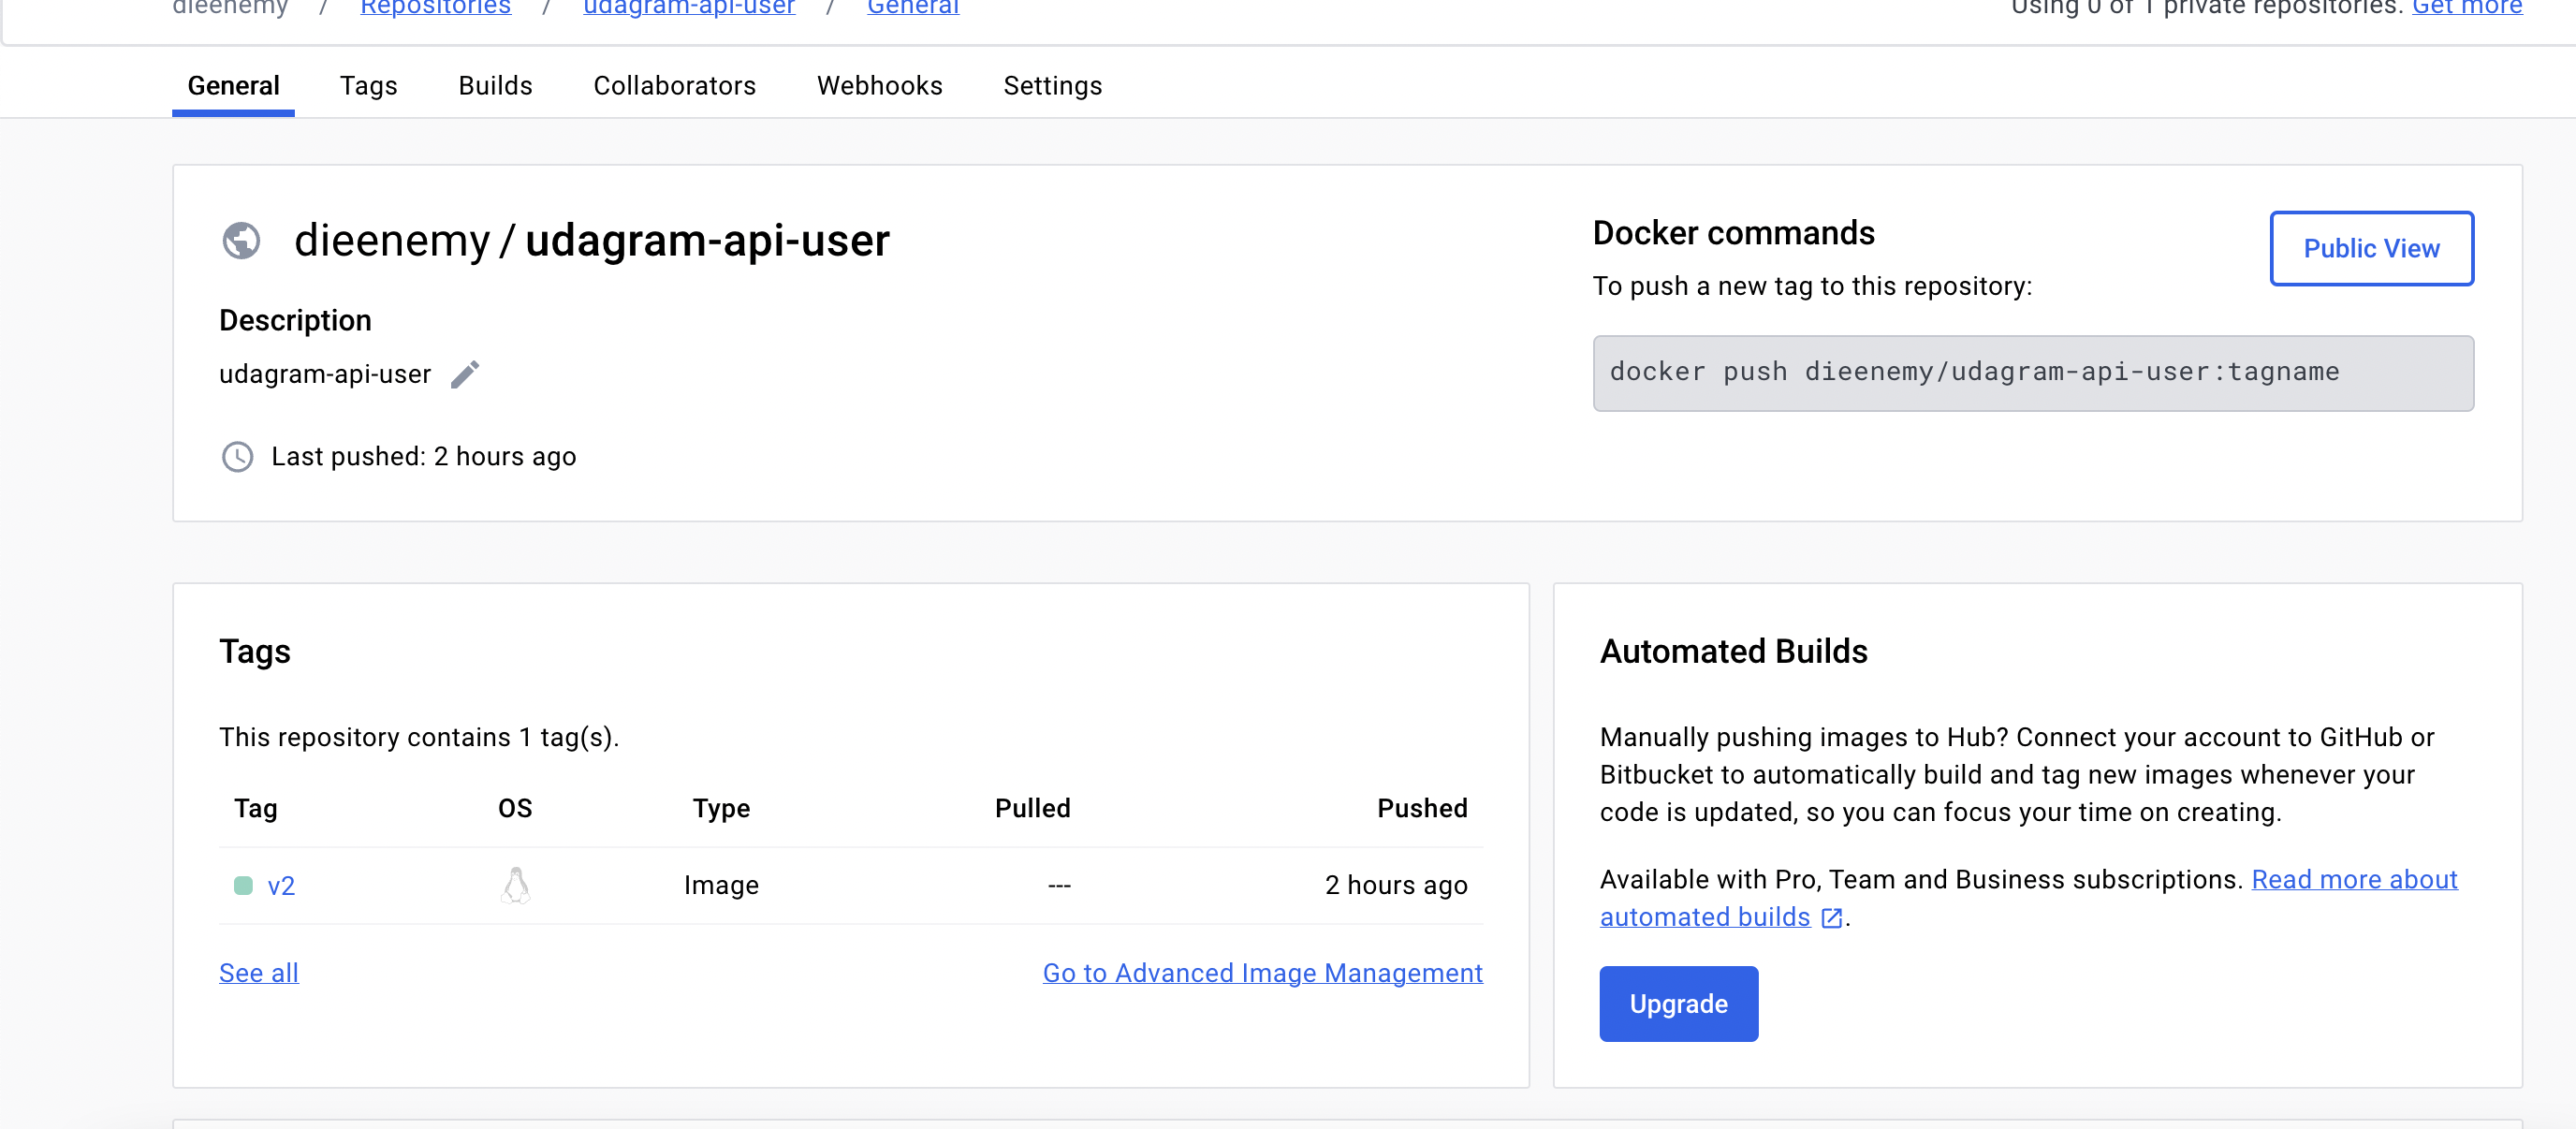 dieenemy / Repositories / udagram-api-user / General
Using 0 of 1 private repositories. Get more
General Tags Builds Collaborators Webhooks Settings
dieenemy / udagram-api-user
Description
udagram-api-user
Last pushed: 2 hours ago
Docker commands
Public View
To push a new tag to this repository:
docker push dieenemy/udagram-api-user:tagname
Tags
This repository contains 1 tag(s).
Tag OS Type Pulled Pushed
v2 Image --- 2 hours ago
See all Go to Advanced Image Management
Automated Builds
Manually pushing images to Hub? Connect your account to GitHub or
Bitbucket to automatically build and tag new images whenever your
code is updated, so you can focus your time on creating.
Available with Pro, Team and Business subscriptions. Read more about
automated builds .
Upgrade